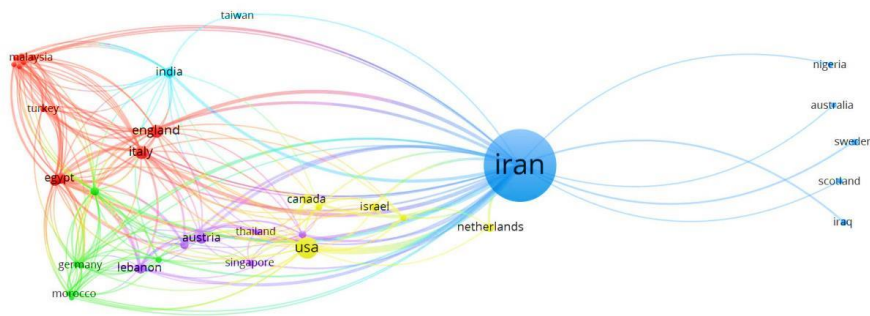 taiwan
malaysia
india
nigeria
turkey
australia
england
sweden
italy
iran
egypt
scotland
canada
israel
iraq
netherlands
austria
thailand
usa
germany
lebanon
singapore
morocco